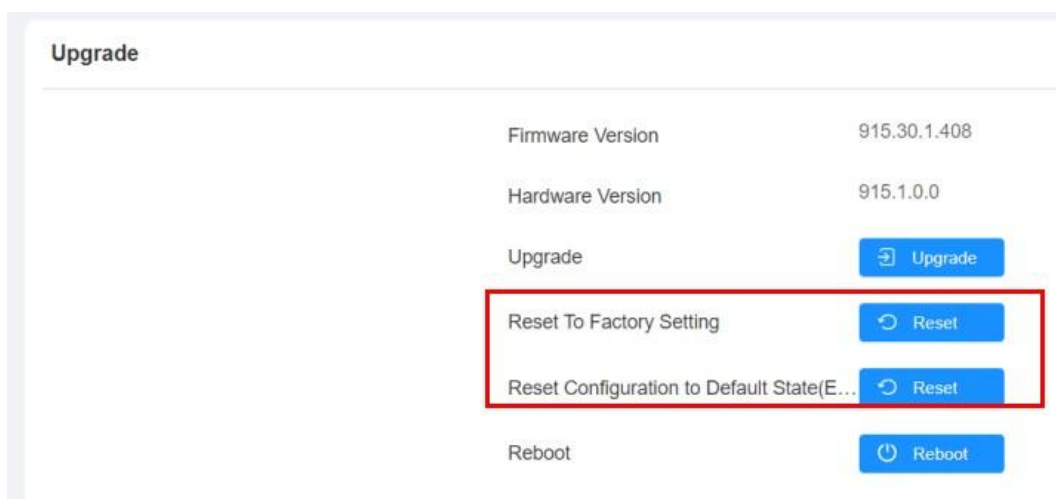 Upgrade
Firmware Version 915.30.1.408
Hardware Version 915.1.0.0
Upgrade Upgrade
Reset To Factory Setting Reset
Reset Configuration to Default State(E... Reset
Reboot Reboot